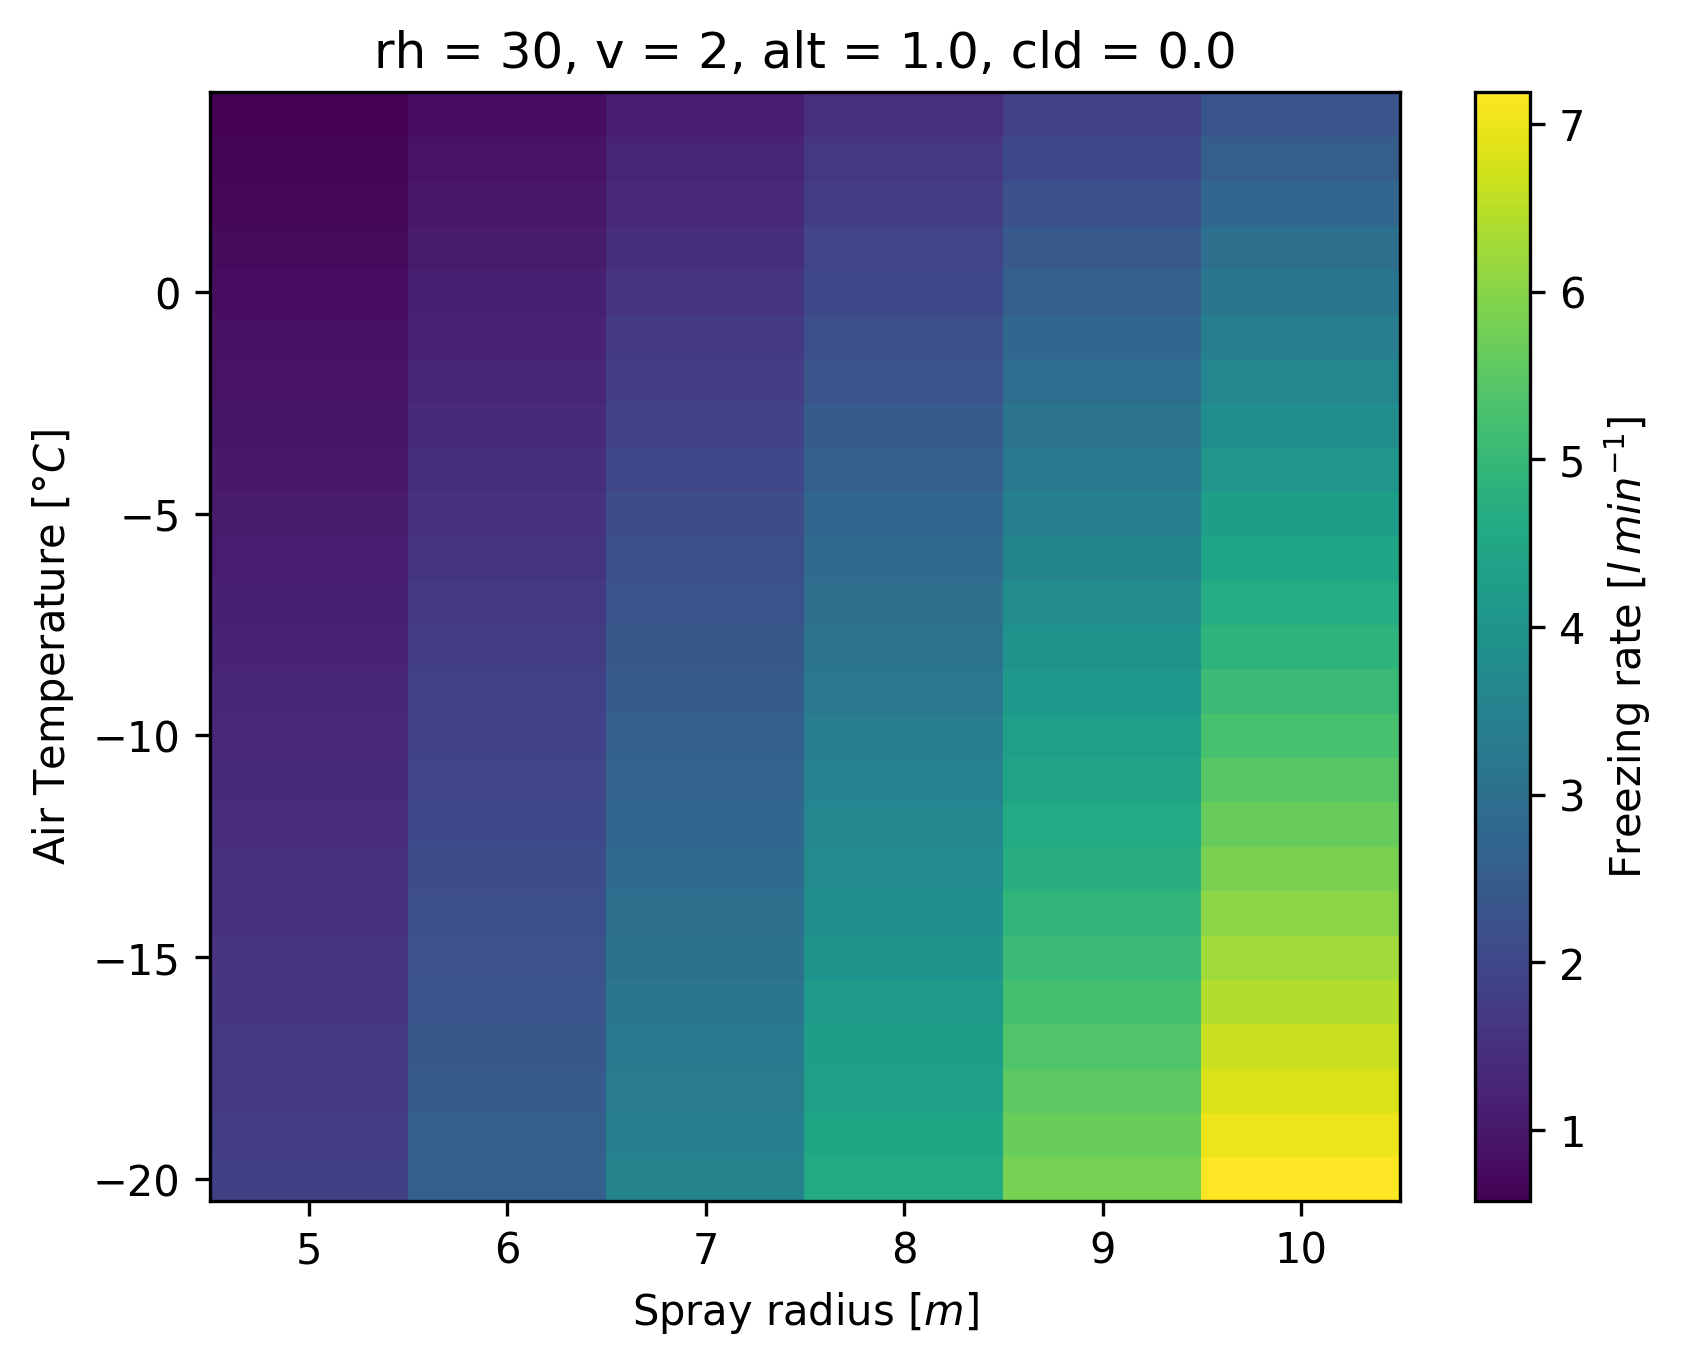 rh = 30, v = 2, alt = 1.0, cld = 0.0
Air Temperature [°C]
0
−5
−10
−15
−20
5 6 7 8 9 10
Spray radius [m]
7
6
5
4
3
2
1
Freezing rate [l min⁻¹]